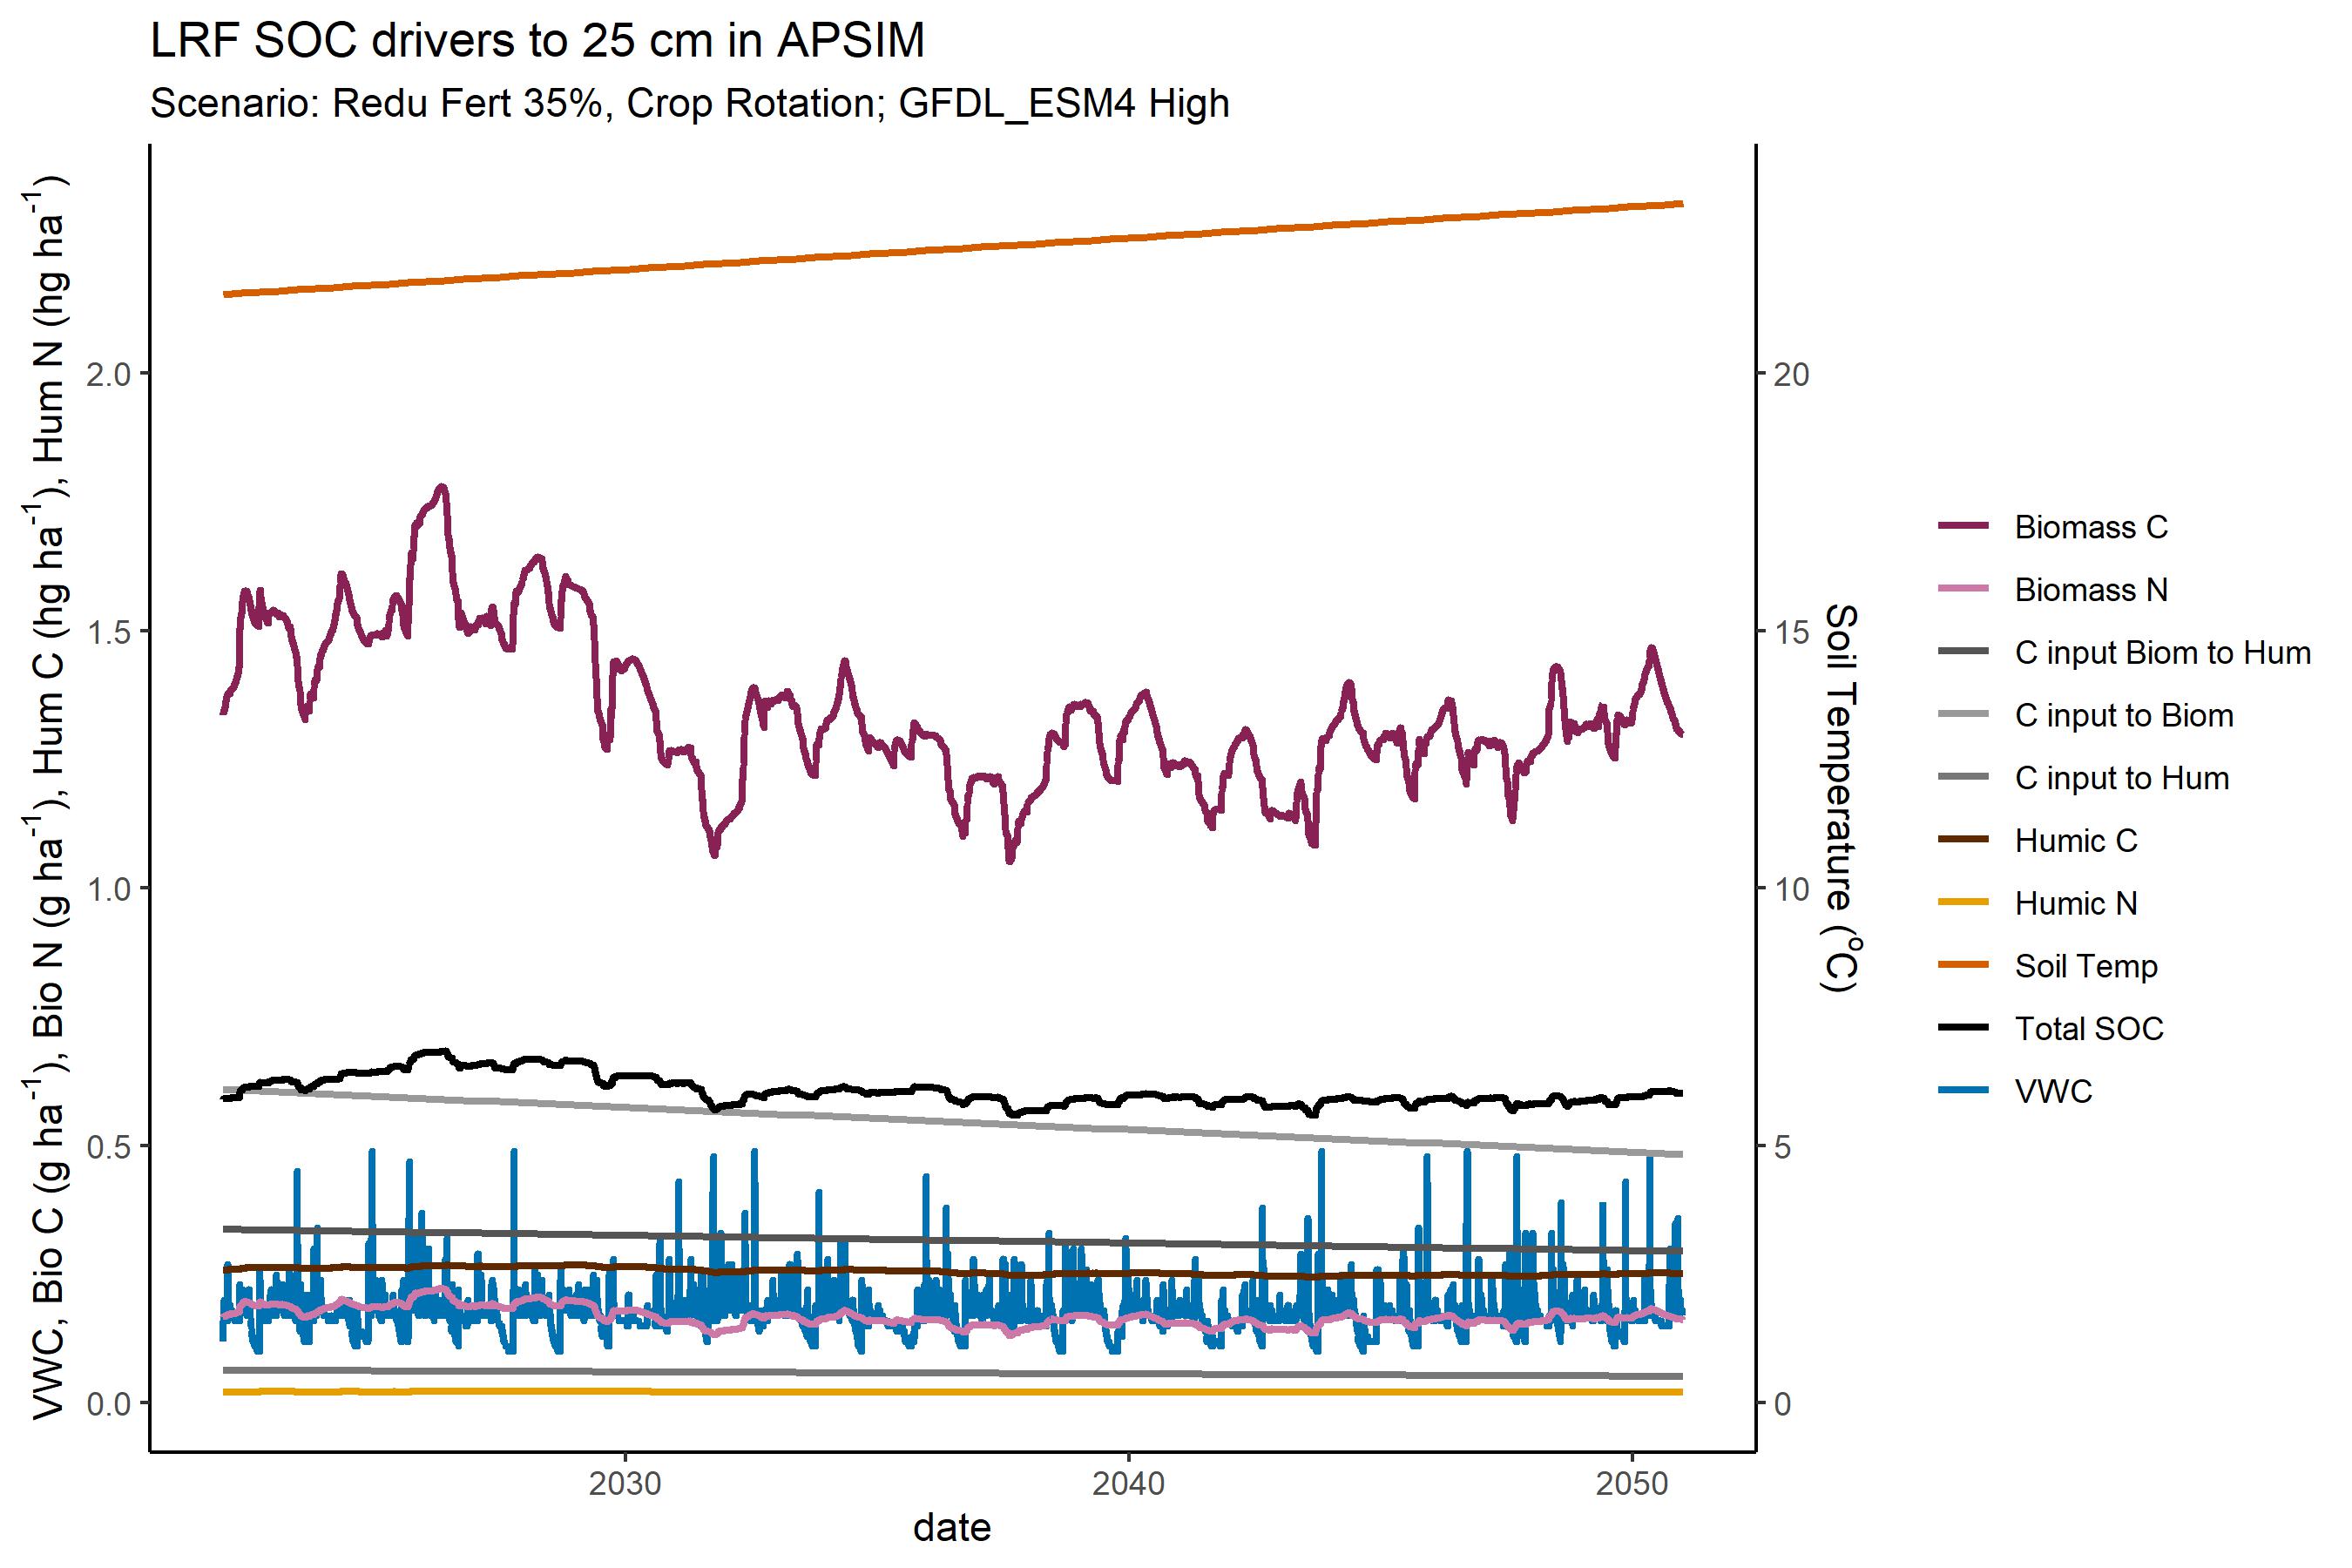 LRF SOC drivers to 25 cm in APSIM
Scenario: Redu Fert 35%, Crop Rotation; GFDL_ESM4 High
VWC, Bio C (g ha⁻¹), Bio N (g ha⁻¹), Hum C (hg ha⁻¹), Hum N (hg ha⁻¹)
2.0
1.5
1.0
0.5
0.0
20
15
10
5
0
Soil Temperature (°C)
2030
2040
2050
date
Biomass C
Biomass N
C input Biom to Hum
C input to Biom
C input to Hum
Humic C
Humic N
Soil Temp
Total SOC
VWC